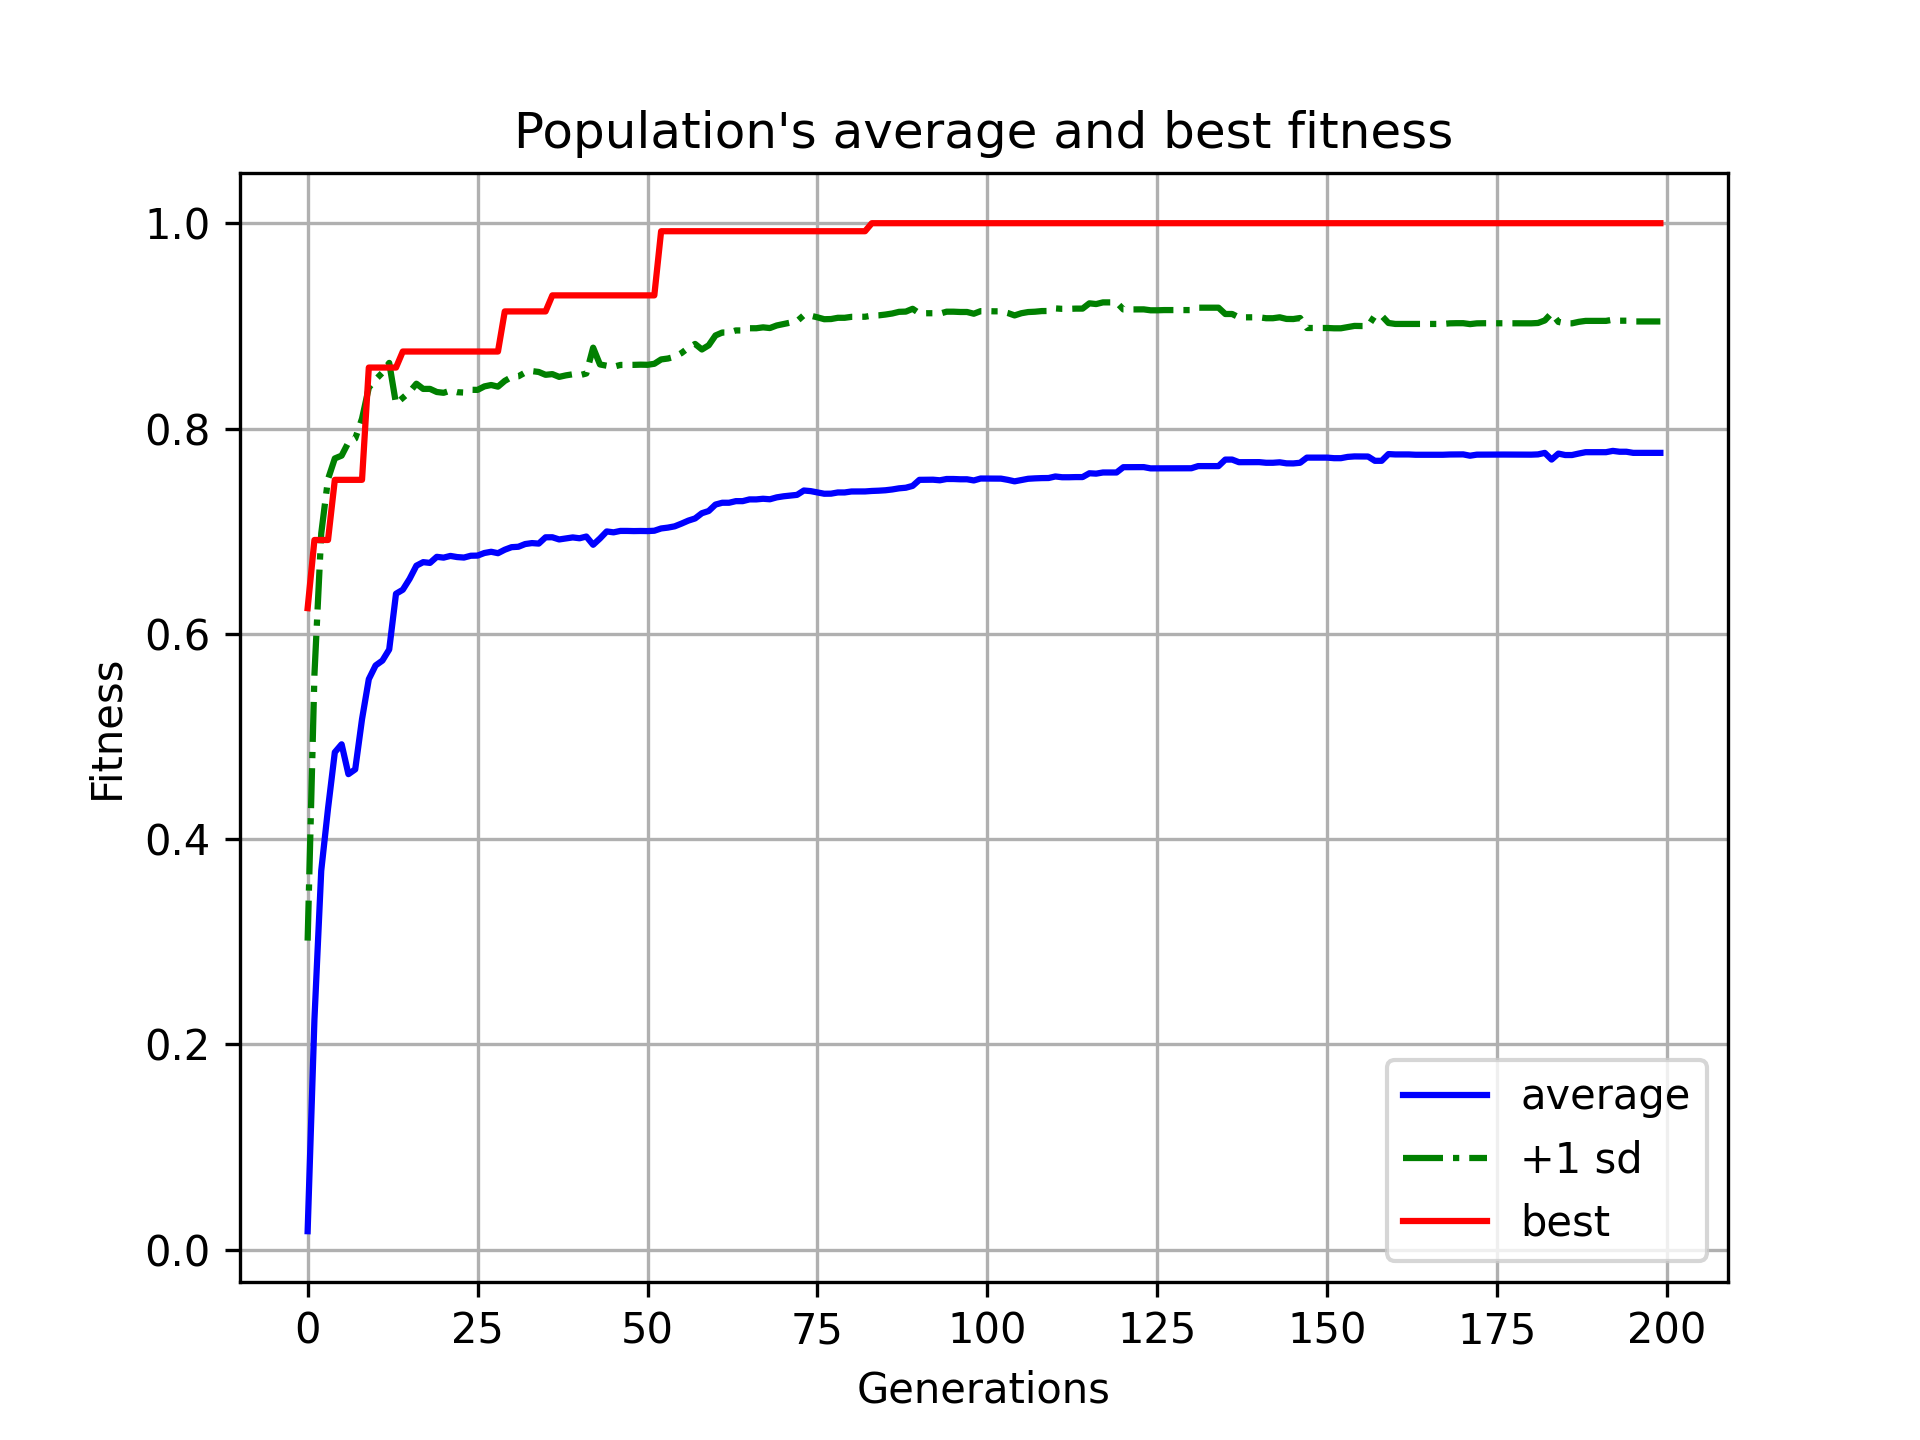 Population's average and best fitness
1.0
0.8
0.6
0.4
0.2
0.0
Fitness
average
+1 sd
best
0 25 50 75 100 125 150 175 200
Generations